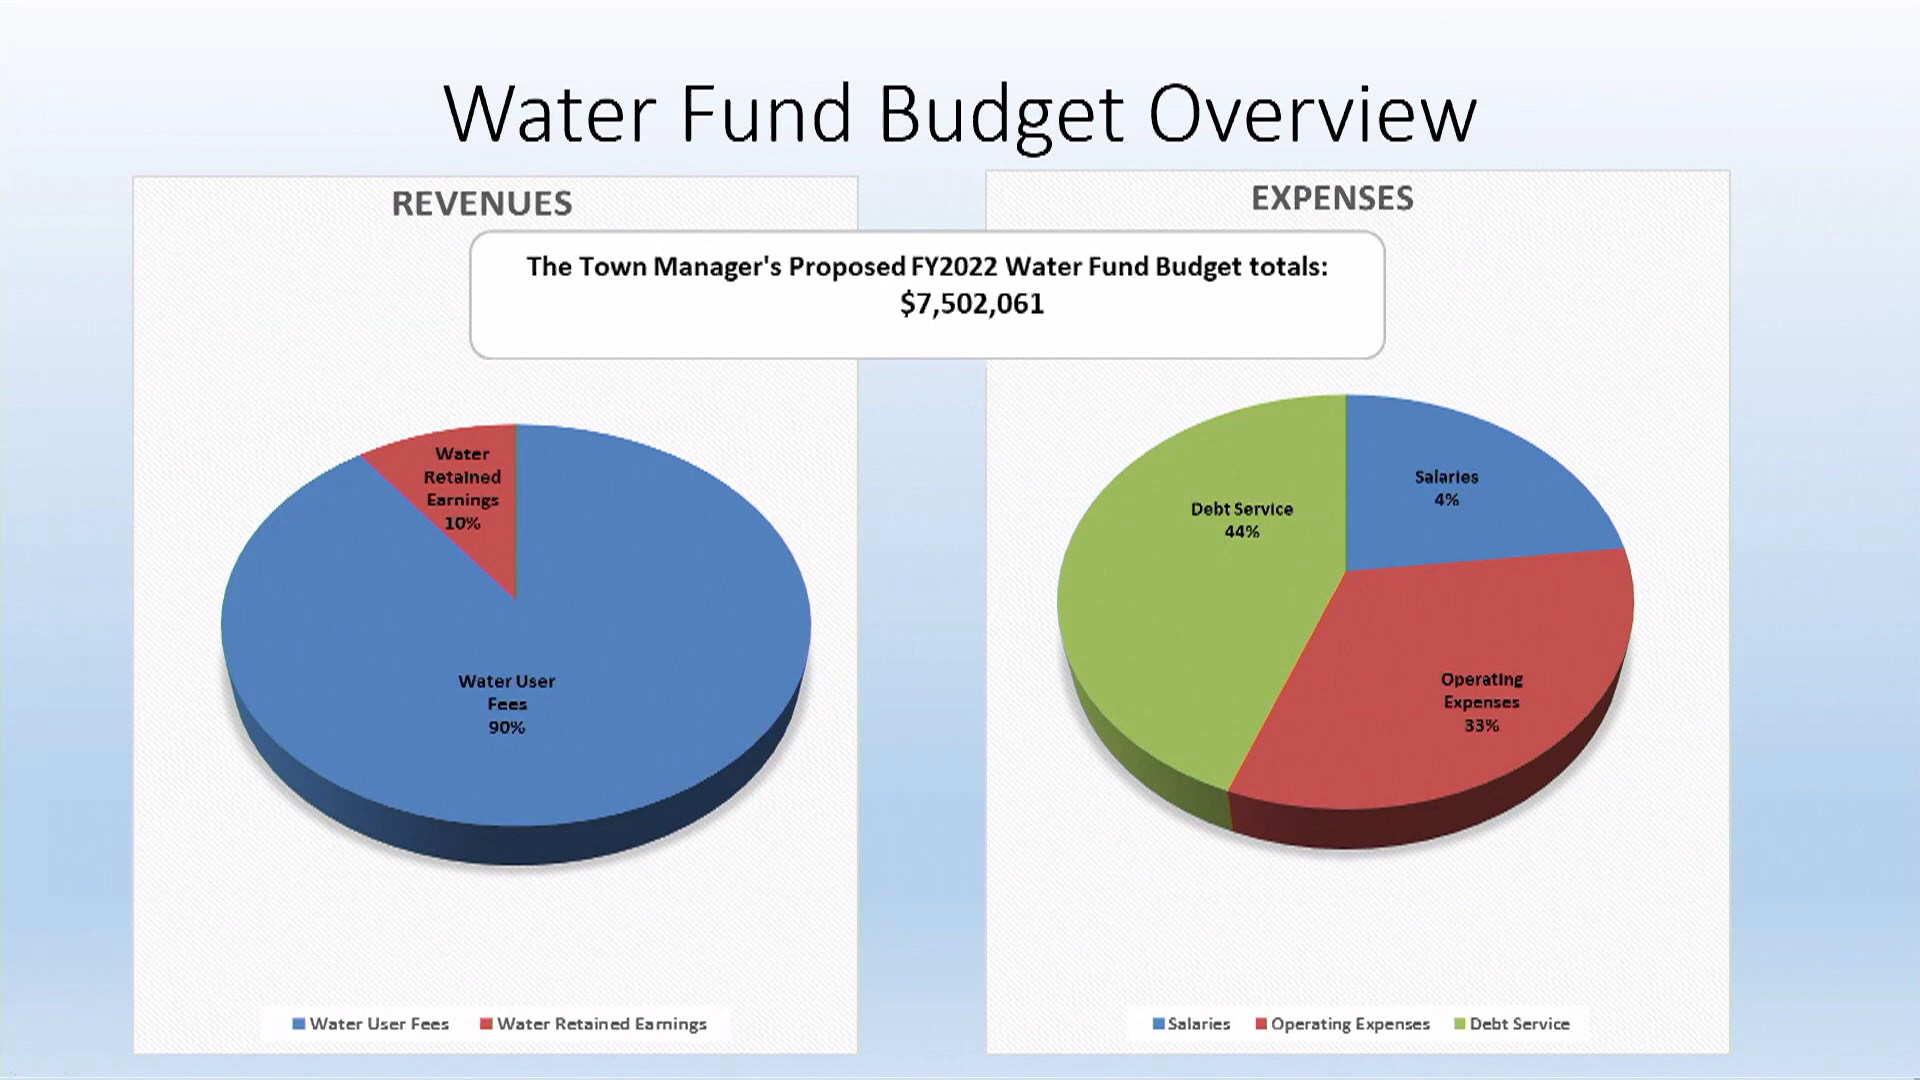 Water Fund Budget Overview
REVENUES
EXPENSES
The Town Manager's Proposed FY2022 Water Fund Budget totals:
$7,502,061
Water
Retained
Earnings
10%
Water User
Fees
90%
Salaries
4%
Debt Service
44%
Operating
Expenses
33%
Water User Fees
Water Retained Earnings
Salaries
Operating Expenses
Debt Service